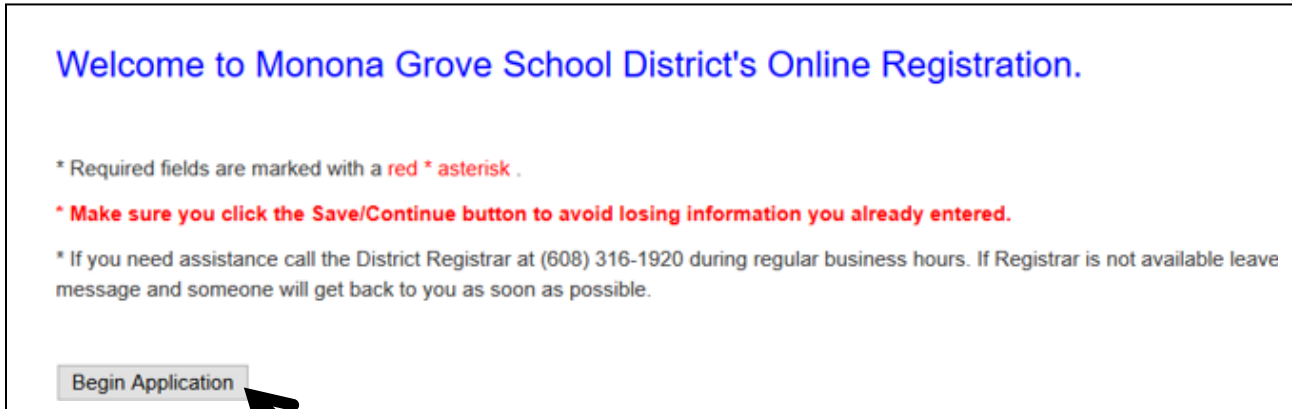 Welcome to Monona Grove School District's Online Registration.
* Required fields are marked with a red * asterisk .
* Make sure you click the Save/Continue button to avoid losing information you already entered.
* If you need assistance call the District Registrar at (608) 316-1920 during regular business hours. If Registrar is not available leave
message and someone will get back to you as soon as possible.
Begin Application